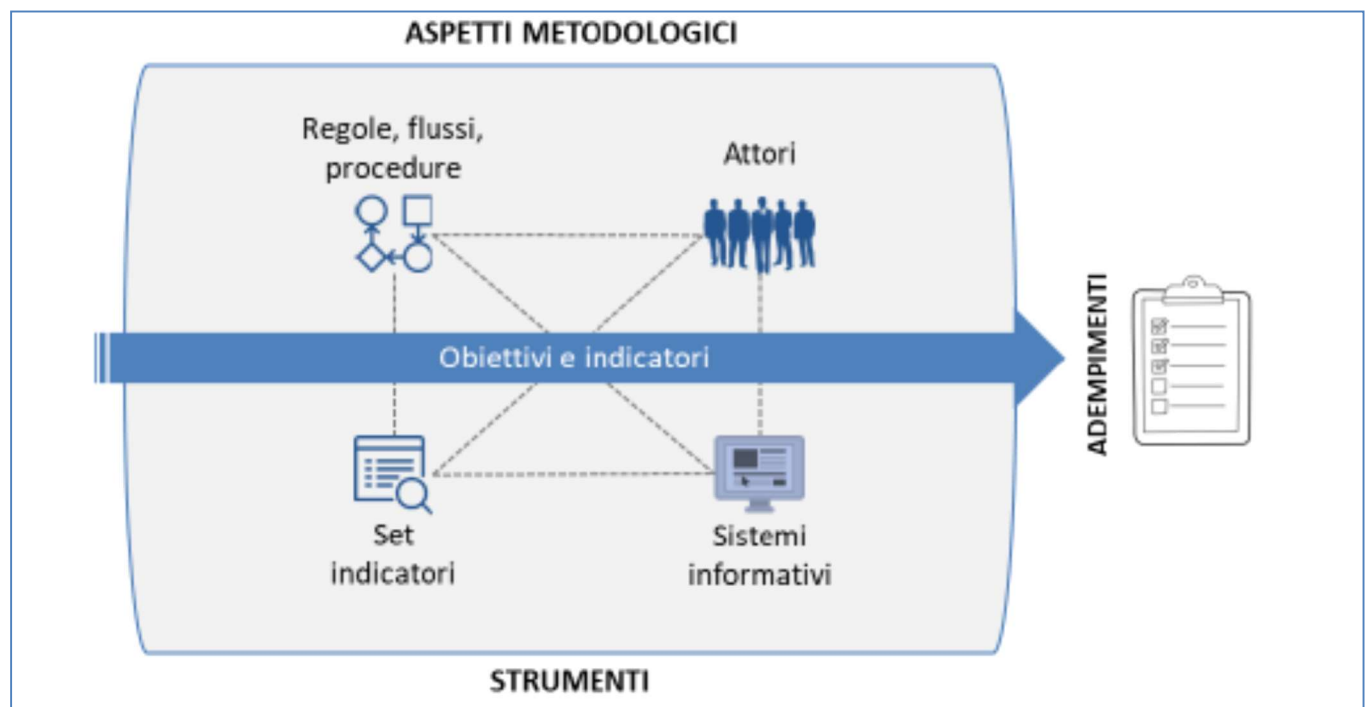 ASPETTI METODOLOGICI
Regole, flussi,
procedure
Attori
Obiettivi e indicatori
ADEMPIMENTI
Set
indicatori
Sistemi
informativi
STRUMENTI